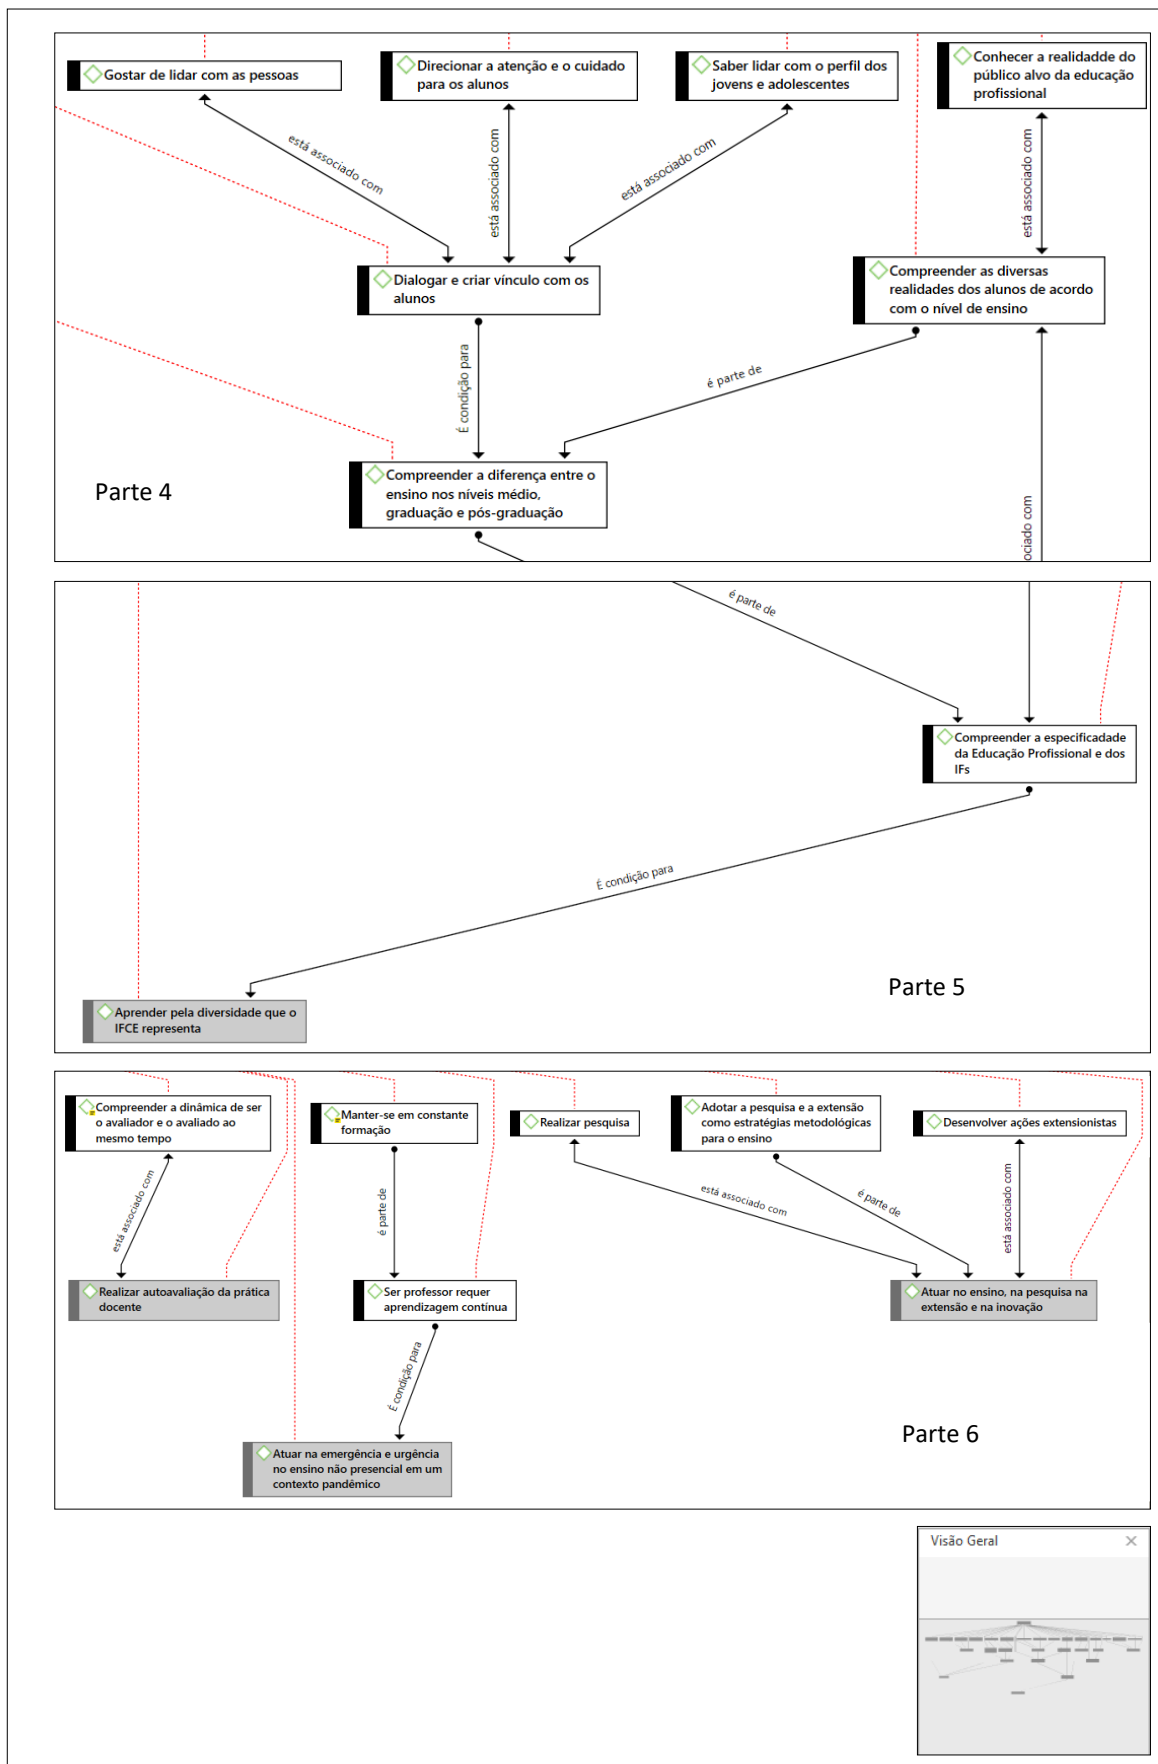 Gostar de lidar com as pessoas
Direcionar a atenção e o cuidado
para os alunos
Saber lidar com o perfil dos
jovens e adolescentes
Conhecer a realidadde do
público alvo da educação
profissional
está associado com
está associado com
está associado com
está associado com
Dialogar e criar vínculo com os
alunos
Compreender as diversas
realidades dos alunos de acordo
com o nível de ensino
É condição para
é parte de
Compreender a diferença entre o
ensino nos níveis médio,
graduação e pós-graduação
Parte 4
ociado com
é parte de
Compreender a especificadade
da Educação Profissional e dos
IFs
É condição para
Parte 5
Aprender pela diversidade que o
IFCE representa
Compreender a dinâmica de ser
o avaliador e o avaliado ao
mesmo tempo
Manter-se em constante
formação
Realizar pesquisa
Adotar a pesquisa e a extensão
como estratégias metodológicas
para o ensino
Desenvolver ações extensionistas
está associado com
é parte de
está associado com
é parte de
está associado com
Realizar autoavaliação da prática
docente
Ser professor requer
aprendizagem contínua
Atuar no ensino, na pesquisa na
extensão e na inovação
É condição para
Parte 6
Atuar na emergência e urgência
no ensino não presencial em um
contexto pandêmico
Visão Geral